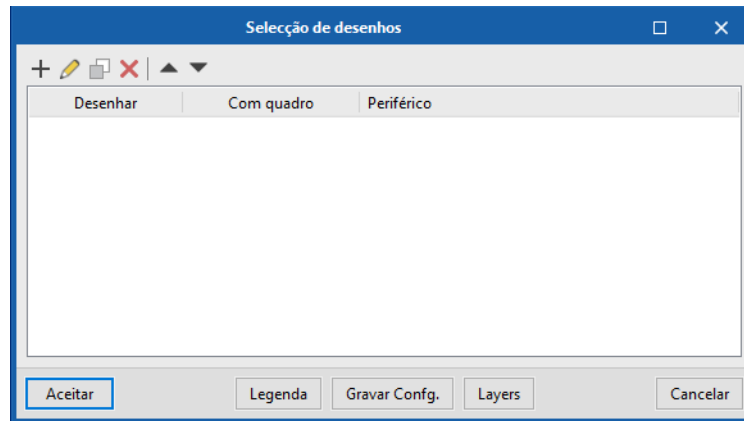 Selecção de desenhos
Desenhar Com quadro Periférico
Aceitar Legenda Gravar Confg. Layers Cancelar